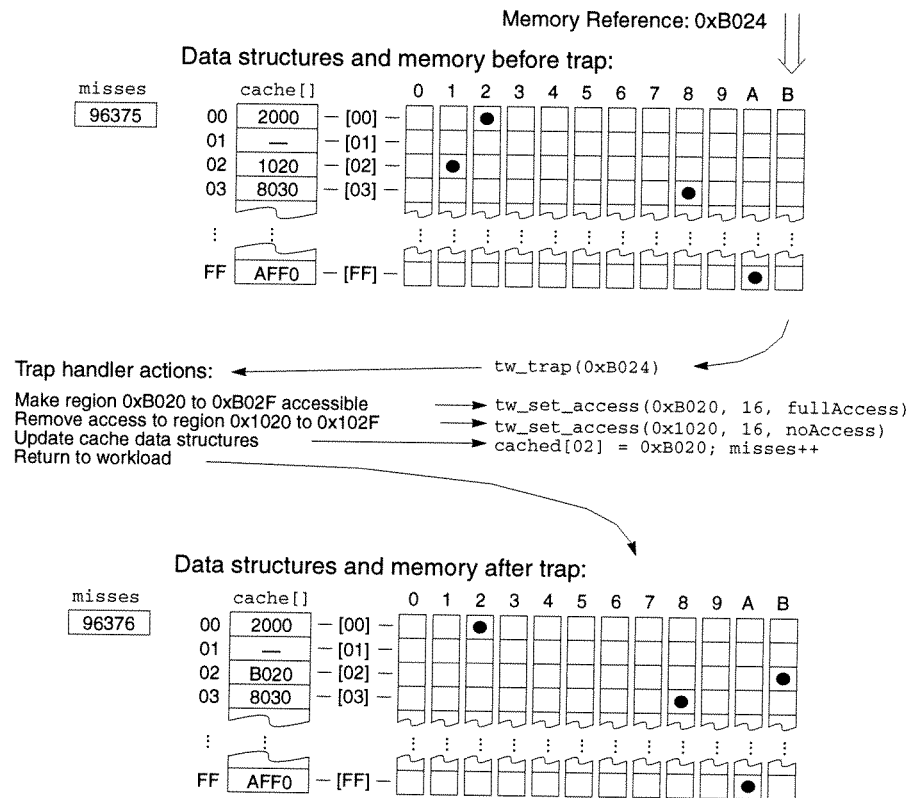 Memory Reference: 0xB024
Data structures and memory before trap:
misses
cache[]
0 1 2 3 4 5 6 7 8 9 A B
96375
00 2000 [00]
01 — [01]
02 1020 [02]
03 8030 [03]
FF AFF0 [FF]
Trap handler actions:
tw_trap(0xB024)
Make region 0xB020 to 0xB02F accessible
tw_set_access(0xB020, 16, fullAccess)
Remove access to region 0x1020 to 0x102F
tw_set_access(0x1020, 16, noAccess)
Update cache data structures
cached[02] = 0xB020; misses++
Return to workload
Data structures and memory after trap:
misses
cache[]
0 1 2 3 4 5 6 7 8 9 A B
96376
00 2000 [00]
01 — [01]
02 B020 [02]
03 8030 [03]
FF AFF0 [FF]